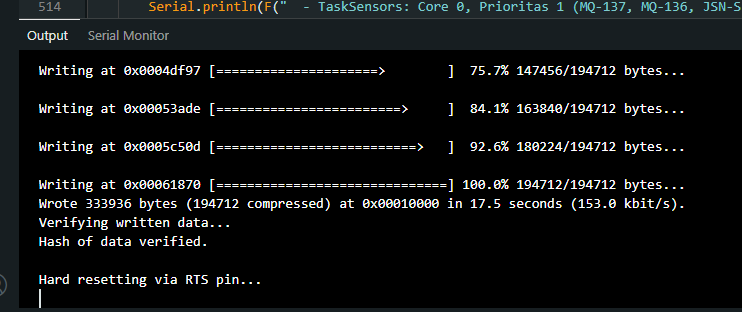 514 Serial.println(F("  - TaskSensors: Core 0, Prioritas 1 (MQ-137, MQ-136, JSN-S
Output Serial Monitor
Writing at 0x0004df97 [=====================>        ]  75.7% 147456/194712 bytes...
Writing at 0x00053ade [========================>     ]  84.1% 163840/194712 bytes...
Writing at 0x0005c50d [==========================>   ]  92.6% 180224/194712 bytes...
Writing at 0x00061870 [==============================] 100.0% 194712/194712 bytes...
Wrote 333936 bytes (194712 compressed) at 0x00010000 in 17.5 seconds (153.0 kbit/s).
Verifying written data...
Hash of data verified.
Hard resetting via RTS pin...